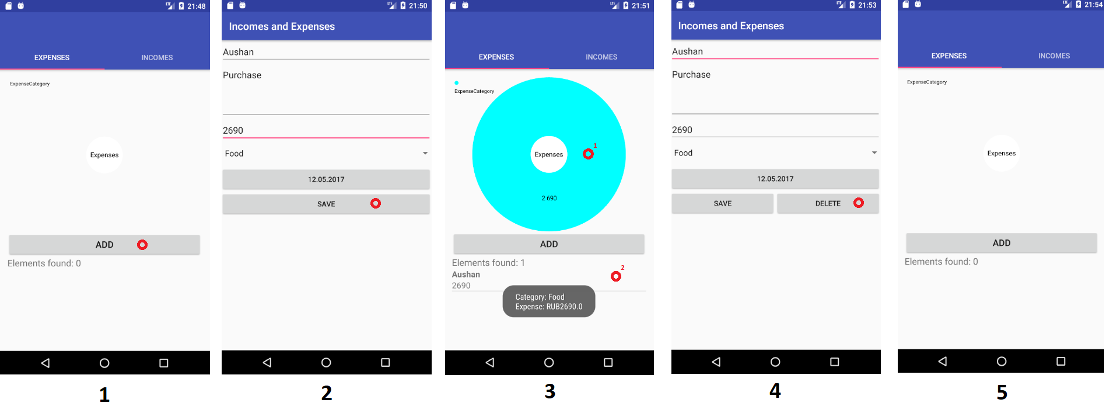 21:48
EXPENSES INCOMES
ExpenseCategory
Expenses
ADD
Elements found: 0
1
21:50
Incomes and Expenses
Aushan
Purchase
2690
Food
12.05.2017
SAVE
2
21:51
EXPENSES INCOMES
ExpenseCategory
1
Expenses
2 690
ADD
Elements found: 1
Aushan
2
2690
Category: Food
Expense: RUB2690.0
3
21:53
Incomes and Expenses
Aushan
Purchase
2690
Food
12.05.2017
SAVE DELETE
4
21:54
EXPENSES INCOMES
ExpenseCategory
Expenses
ADD
Elements found: 0
5